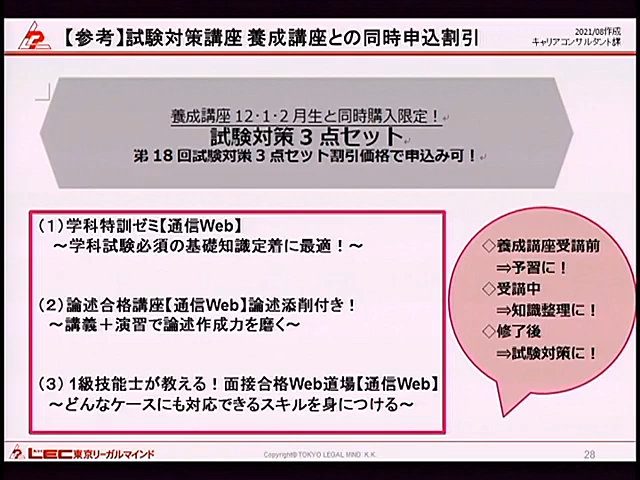 【参考】試験対策講座 養成講座との同時申込割引
2021/08作成
キャリアコンサルタント課
養成講座12・1・2月生と同時購入限定！
試験対策３点セット
第18回試験対策３点セット割引価格で申込み可！
（１）学科特訓ゼミ【通信Web】
～学科試験必須の基礎知識定着に最適！～
（２）論述合格講座【通信Web】論述添削付き！
～講義＋演習で論述作成力を磨く～
（３）１級技能士が教える！面接合格Web道場【通信Web】
～どんなケースにも対応できるスキルを身につける～
◇養成講座受講前
⇒予習に！
◇受講中
⇒知識整理に！
◇修了後
⇒試験対策に！
LEC東京リーガルマインド
Copyright© TOKYO LEGAL MIND K.K.
28